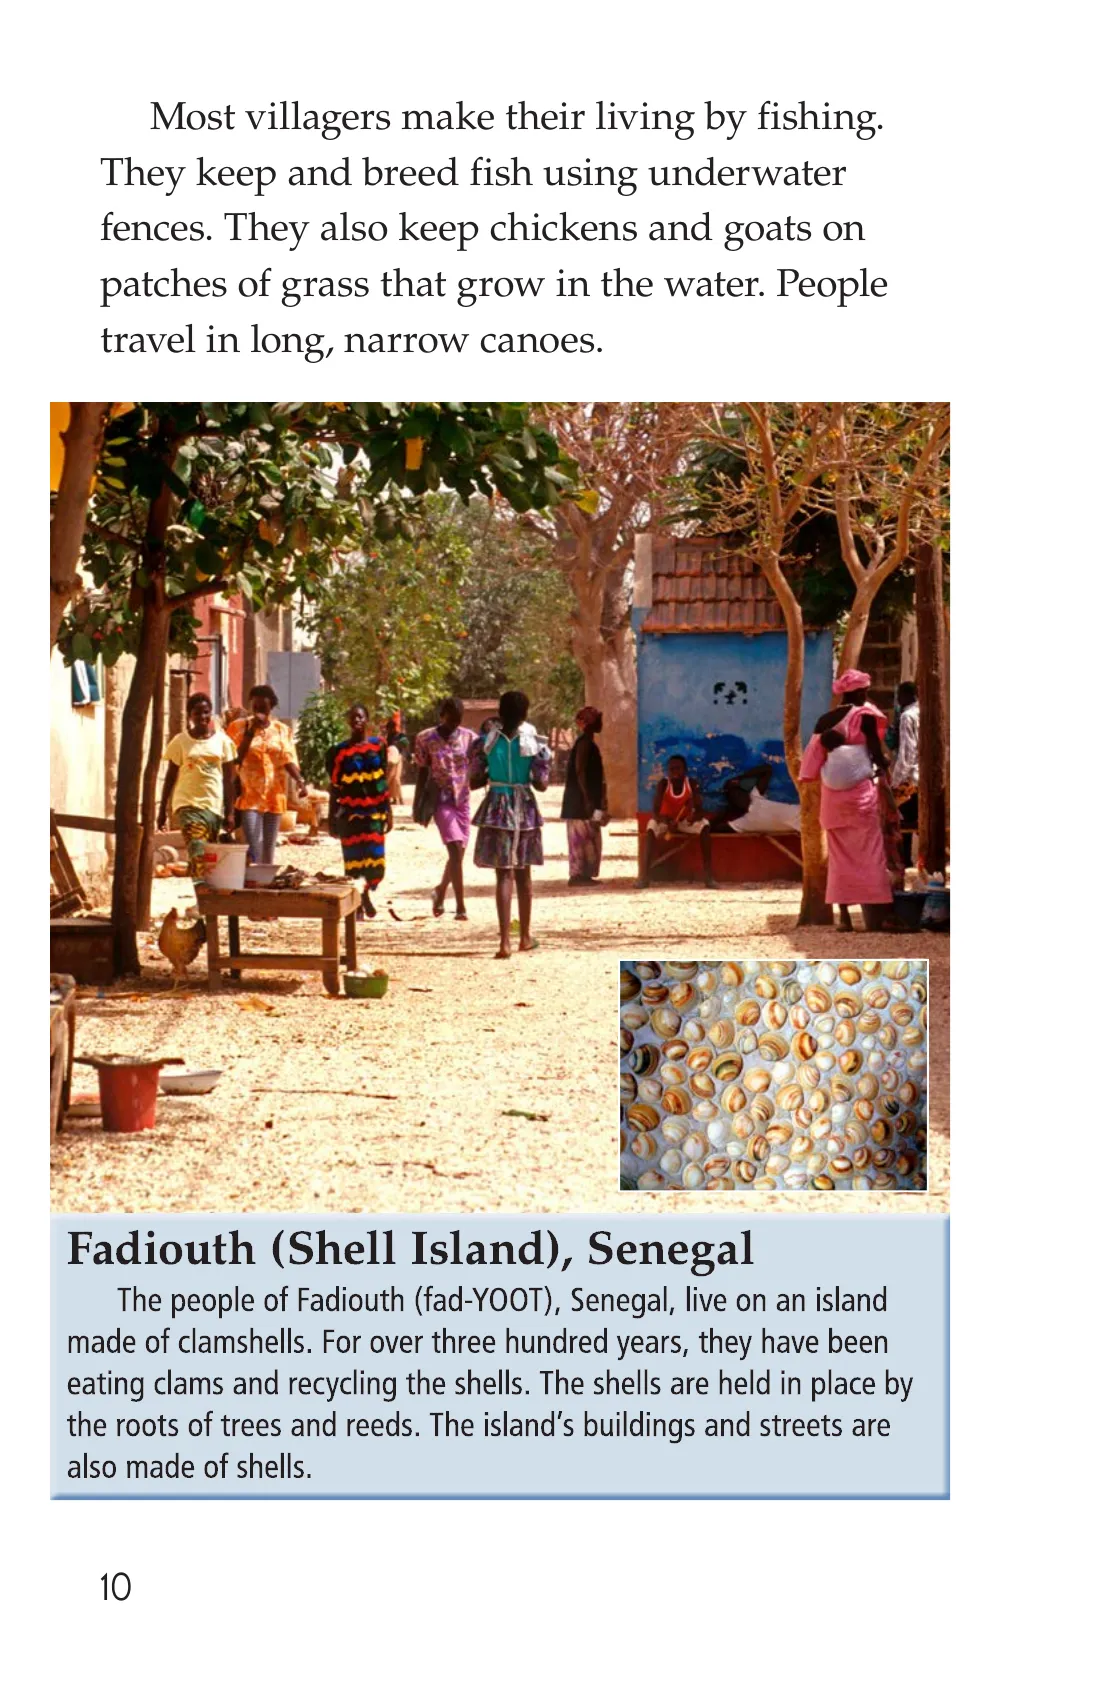 Most villagers make their living by fishing.
They keep and breed fish using underwater
fences. They also keep chickens and goats on
patches of grass that grow in the water. People
travel in long, narrow canoes.
Fadiouth (Shell Island), Senegal
The people of Fadiouth (fad-YOOT), Senegal, live on an island
made of clamshells. For over three hundred years, they have been
eating clams and recycling the shells. The shells are held in place by
the roots of trees and reeds. The island’s buildings and streets are
also made of shells.
10